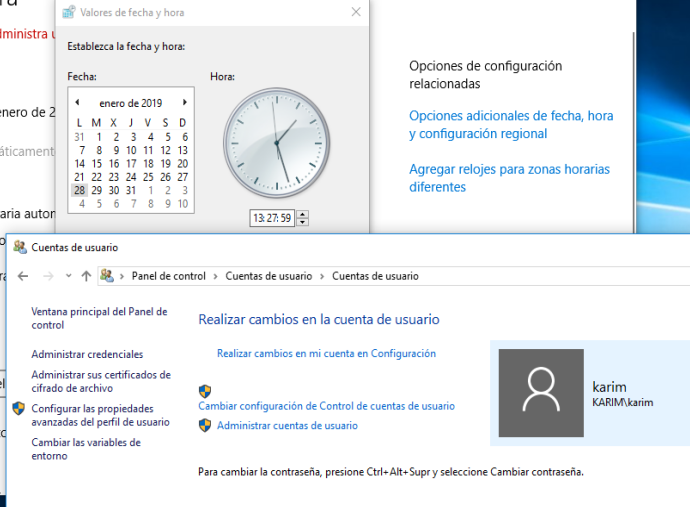 Valores de fecha y hora
Administra u
Establezca la fecha y hora:
Fecha:
Hora:
enero de 2019
L M X J V S D
31 1 2 3 4 5 6
7 8 9 10 11 12 13
14 15 16 17 18 19 20
21 22 23 24 25 26 27
28 29 30 31 1 2 3
4 5 6 7 8 9 10
13: 27: 59
enero de 2
áticament
aria autom
Opciones de configuración
relacionadas
Opciones adicionales de fecha, hora
y configuración regional
Agregar relojes para zonas horarias
diferentes
Cuentas de usuario
Panel de control > Cuentas de usuario > Cuentas de usuario
Ventana principal del Panel de
control
Administrar credenciales
Administrar sus certificados de
cifrado de archivo
Configurar las propiedades
avanzadas del perfil de usuario
Cambiar las variables de
entorno
Realizar cambios en la cuenta de usuario
Realizar cambios en mi cuenta en Configuración
Cambiar configuración de Control de cuentas de usuario
Administrar cuentas de usuario
karim
KARIM\karim
Para cambiar la contraseña, presione Ctrl+Alt+Supr y seleccione Cambiar contraseña.